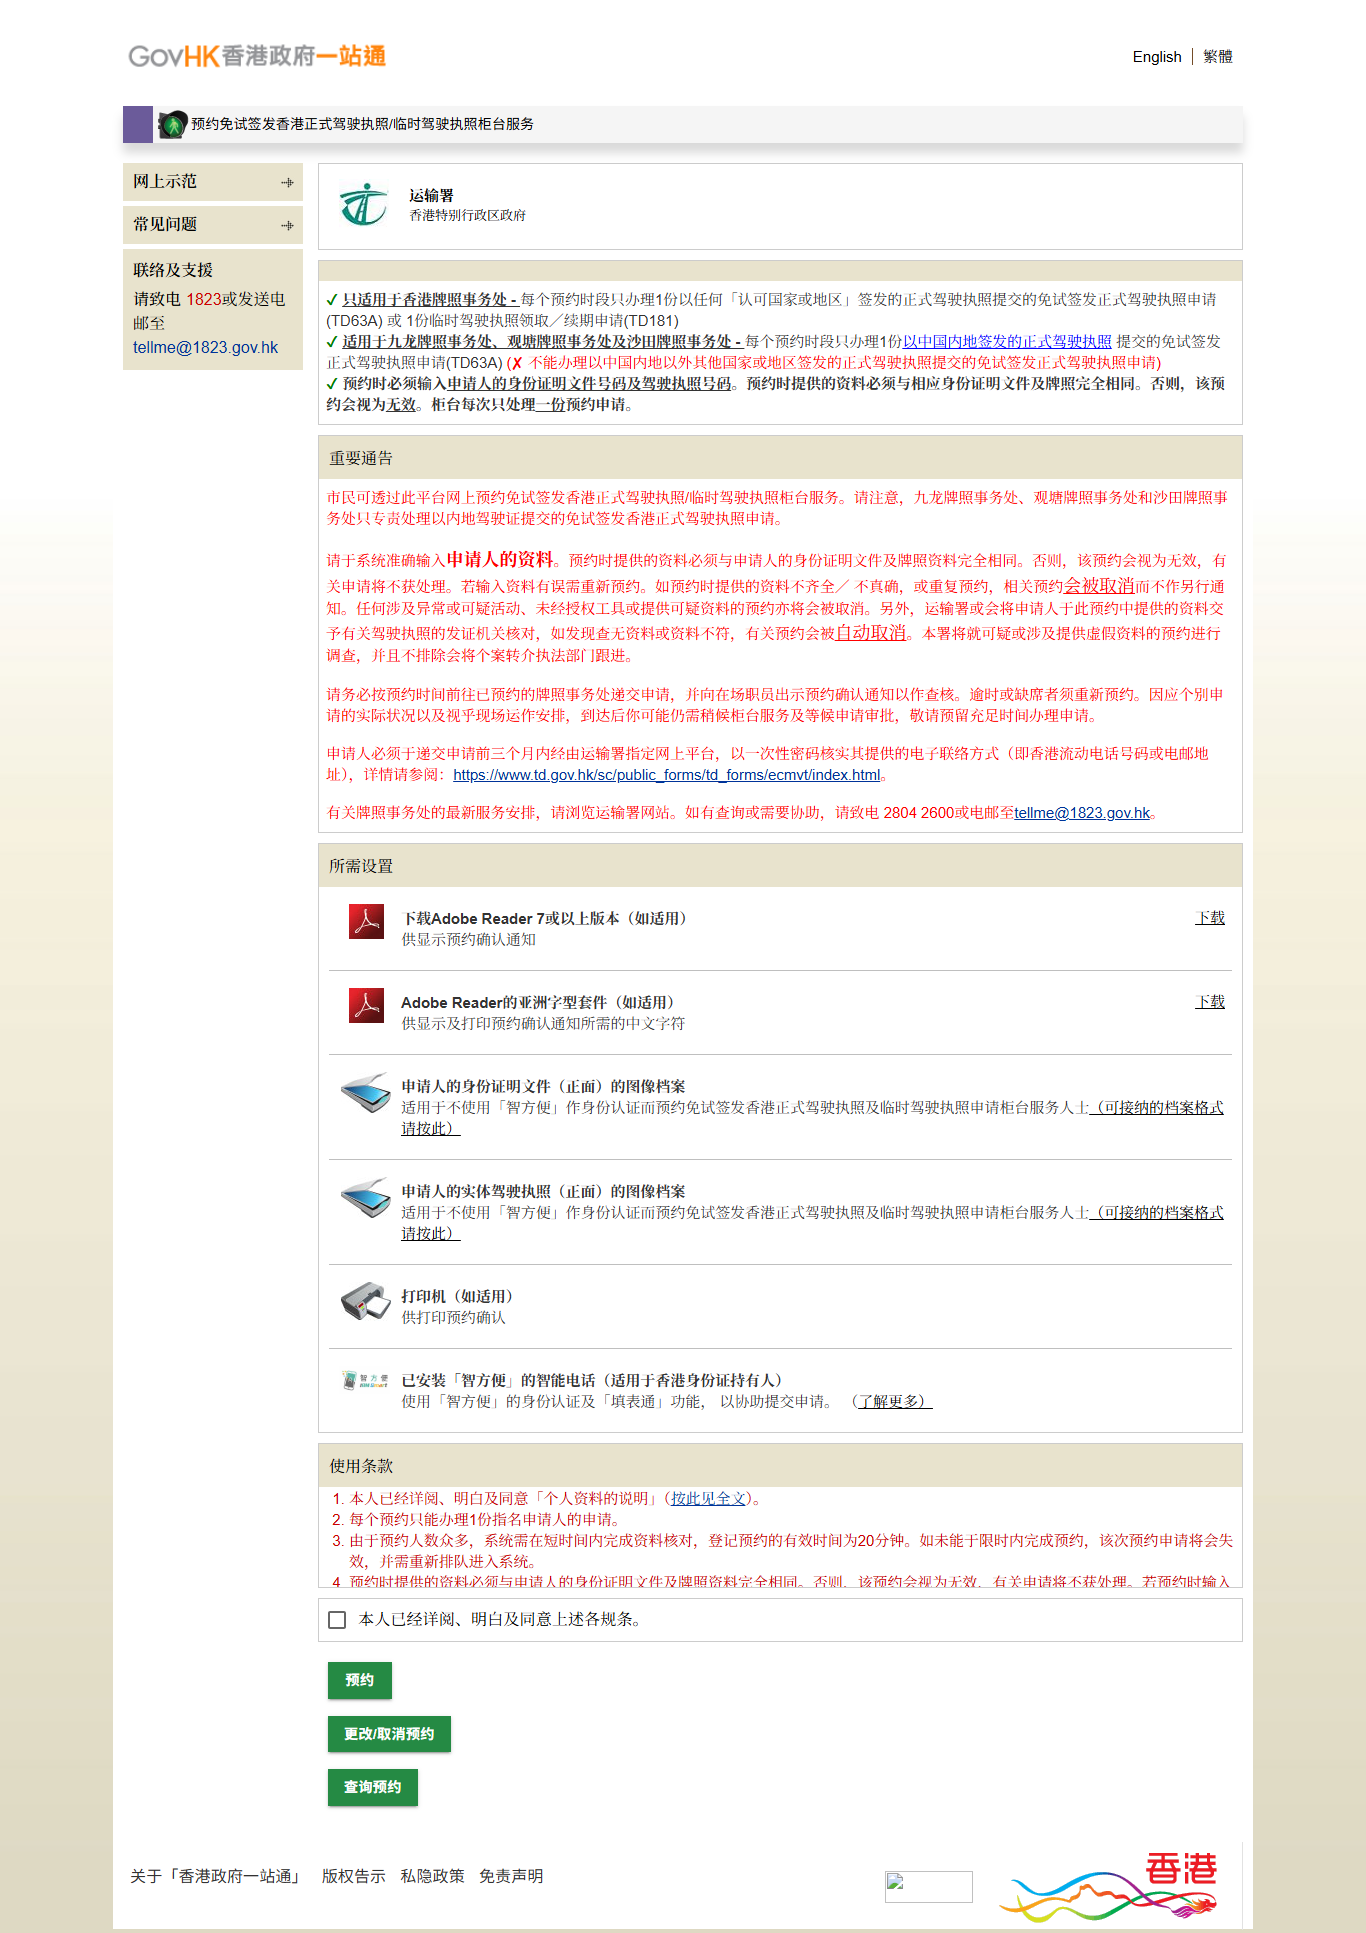 GovHK香港政府一站通
English
繁體
预约免试签发香港正式驾驶执照/临时驾驶执照柜台服务
网上示范
常见问题
联络及支援
请致电 1823或发送电
邮至
tellme@1823.gov.hk
运输署
香港特别行政区政府
✓ 只适用于香港牌照事务处 - 每个预约时段只办理1份以任何「认可国家或地区」签发的正式驾驶执照提交的免试签发正式驾驶执照申请
(TD63A) 或 1份临时驾驶执照领取／续期申请(TD181)
✓ 适用于九龙牌照事务处、观塘牌照事务处及沙田牌照事务处 - 每个预约时段只办理1份以中国内地签发的正式驾驶执照 提交的免试签发
正式驾驶执照申请(TD63A) (✗ 不能办理以中国内地以外其他国家或地区签发的正式驾驶执照提交的免试签发正式驾驶执照申请)
✓ 预约时必须输入申请人的身份证明文件号码及驾驶执照号码。预约时提供的资料必须与相应身份证明文件及牌照完全相同。否则，该预
约会视为无效。柜台每次只处理一份预约申请。
重要通告
市民可透过此平台网上预约免试签发香港正式驾驶执照/临时驾驶执照柜台服务。请注意，九龙牌照事务处、观塘牌照事务处和沙田牌照事
务处只专责处理以内地驾驶证提交的免试签发香港正式驾驶执照申请。
请于系统准确输入申请人的资料。预约时提供的资料必须与申请人的身份证明文件及牌照资料完全相同。否则，该预约会视为无效，有
关申请将不获处理。若输入资料有误需重新预约。如预约时提供的资料不齐全／ 不真确，或重复预约，相关预约会被取消而不作另行通
知。任何涉及异常或可疑活动、未经授权工具或提供可疑资料的预约亦将会被取消。另外，运输署或会将申请人于此预约中提供的资料交
予有关驾驶执照的发证机关核对，如发现查无资料或资料不符，有关预约会被自动取消。本署将就可疑或涉及提供虚假资料的预约进行
调查，并且不排除会将个案转介执法部门跟进。
请务必按预约时间前往已预约的牌照事务处递交申请，并向在场职员出示预约确认通知以作查核。逾时或缺席者须重新预约。因应个别申
请的实际状况以及视乎现场运作安排，到达后你可能仍需稍候柜台服务及等候申请审批，敬请预留充足时间办理申请。
申请人必须于递交申请前三个月内经由运输署指定网上平台，以一次性密码核实其提供的电子联络方式（即香港流动电话号码或电邮地
址），详情请参阅：https://www.td.gov.hk/sc/public_forms/td_forms/ecmvt/index.html。
有关牌照事务处的最新服务安排，请浏览运输署网站。如有查询或需要协助，请致电 2804 2600或电邮至tellme@1823.gov.hk。
所需设置
下载Adobe Reader 7或以上版本（如适用）
下载
供显示预约确认通知
Adobe Reader的亚洲字型套件（如适用）
下载
供显示及打印预约确认通知所需的中文字符
申请人的身份证明文件（正面）的图像档案
适用于不使用「智方便」作身份认证而预约免试签发香港正式驾驶执照及临时驾驶执照申请柜台服务人士（可接纳的档案格式
请按此）
申请人的实体驾驶执照（正面）的图像档案
适用于不使用「智方便」作身份认证而预约免试签发香港正式驾驶执照及临时驾驶执照申请柜台服务人士（可接纳的档案格式
请按此）
打印机（如适用）
供打印预约确认
智方便
已安装「智方便」的智能电话（适用于香港身份证持有人）
使用「智方便」的身份认证及「填表通」功能， 以协助提交申请。 （了解更多）
使用条款
1. 本人已经详阅、明白及同意「个人资料的说明」（按此见全文）。
2. 每个预约只能办理1份指名申请人的申请。
3. 由于预约人数众多，系统需在短时间内完成资料核对，登记预约的有效时间为20分钟。如未能于限时内完成预约，该次预约申请将会失
效，并需重新排队进入系统。
4. 预约时提供的资料必须与申请人的身份证明文件及牌照资料完全相同。否则，该预约会视为无效，有关申请将不获处理。若预约时输入
本人已经详阅、明白及同意上述各规条。
预约
更改/取消预约
查询预约
关于「香港政府一站通」
版权告示
私隐政策
免责声明
香港